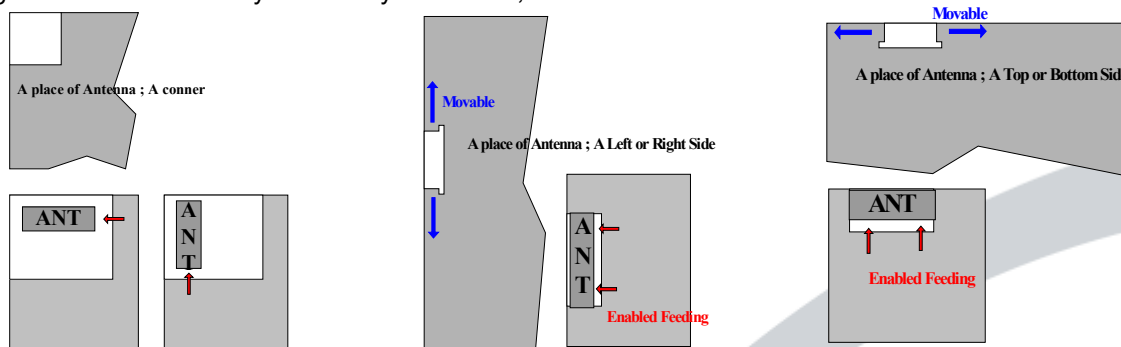 A place of Antenna ; A conner
ANT
A
N
T
Movable
A place of Antenna ; A Left or Right Side
A
N
T
Enabled Feeding
Movable
A place of Antenna ; A Top or Bottom Sid
ANT
Enabled Feeding